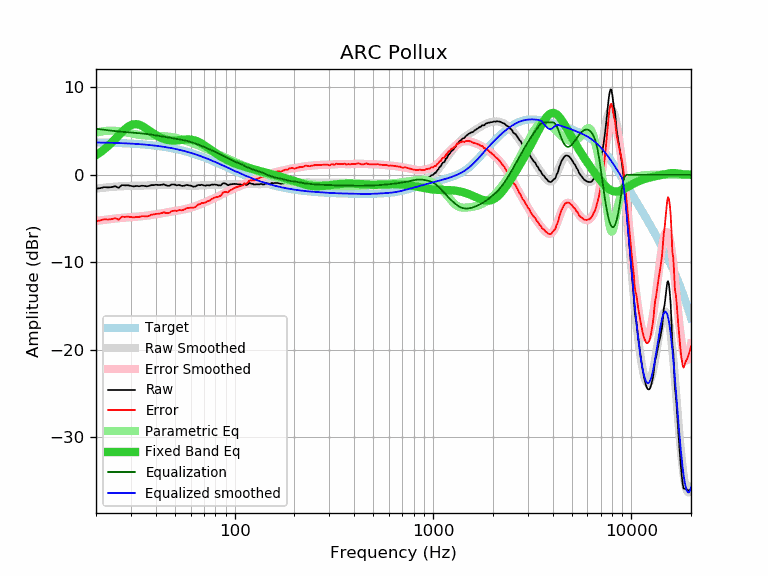 ARC Pollux
Amplitude (dBr)
10
0
−10
−20
−30
Target
Raw Smoothed
Error Smoothed
Raw
Error
Parametric Eq
Fixed Band Eq
Equalization
Equalized smoothed
100
1000
10000
Frequency (Hz)